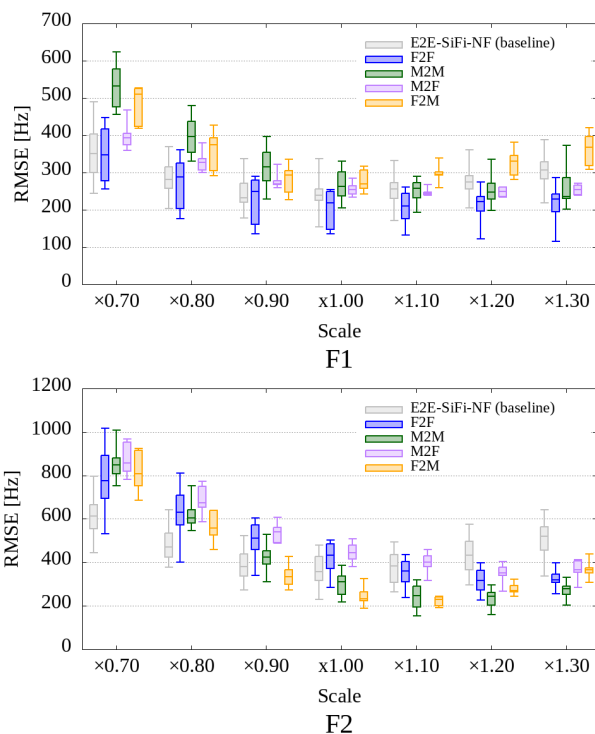 700
600
500
400
300
200
100
0
RMSE [Hz]
E2E-SiFi-NF (baseline)
F2F
M2M
M2F
F2M
×0.70 ×0.80 ×0.90 x1.00 ×1.10 ×1.20 ×1.30
Scale
F1
1200
1000
800
600
400
200
0
RMSE [Hz]
E2E-SiFi-NF (baseline)
F2F
M2M
M2F
F2M
×0.70 ×0.80 ×0.90 x1.00 ×1.10 ×1.20 ×1.30
Scale
F2